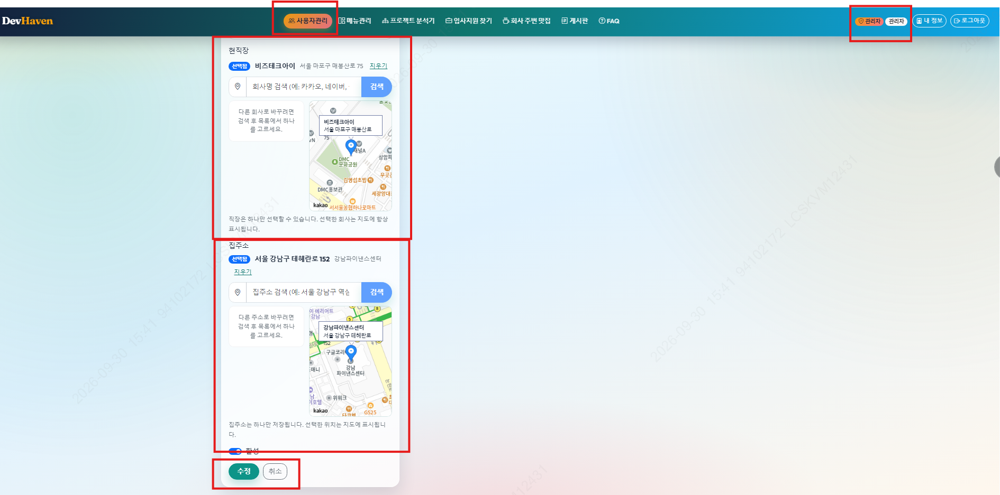 DevHaven
사용자관리
메뉴관리
프로젝트 분석기
입사지원 찾기
회사 주변 맛집
게시판
FAQ
관리자
관리자
내 정보
로그아웃
현직장
선택됨 비즈테크아이 서울 마포구 매봉산로 75 지우기
회사명 검색 (예: 카카오, 네이버,
검색
다른 회사로 바꾸려면
검색 후 목록에서 하나
를 고르세요.
비즈테크아이
서울 마포구 매봉산로
75
채널A
상암
DMC
문화공원
김영섭초밥
DMC홍보관
kakao
서서울농협하나로마트
직장은 하나만 선택할 수 있습니다. 선택한 회사는 지도에 항상
표시됩니다.
집주소
선택됨 서울 강남구 테헤란로 152 강남파이낸스센터
지우기
집주소 검색 (예: 서울 강남구 역삼
검색
다른 주소로 바꾸려면
검색 후 목록에서 하나
를 고르세요.
메리어트
강남
5
8
강남파이낸스센터
서울 강남구 테헤란로
152
구글코리
강남
파이낸스센터
위워크
kakao
타코벨
GS25
집주소는 하나만 저장됩니다. 선택한 위치는 지도에 표시됩니
다.
활성
수정
취소
2026-09-30 15:41 94102172 LCSKVM12431
2026-09-30 15:41 94102172 LCSKVM12431